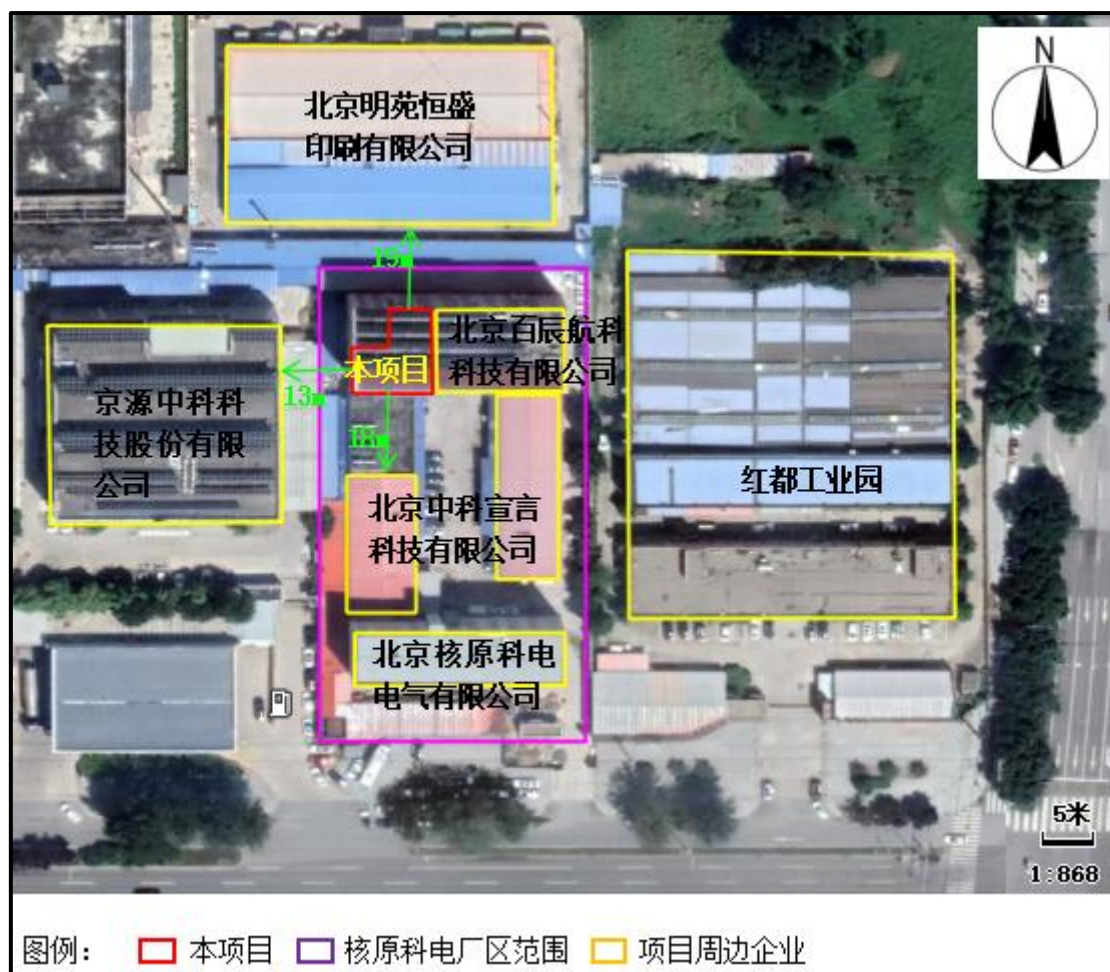 N
北京明苑恒盛
印刷有限公司
15m
北京百辰航科
科技有限公司
本项目
13m
京源中科科
技股份有限
公司
18m
红都工业园
北京中科宣言
科技有限公司
北京核原科电
电气有限公司
5米
1:868
图例： 本项目 核原科电厂区范围 项目周边企业